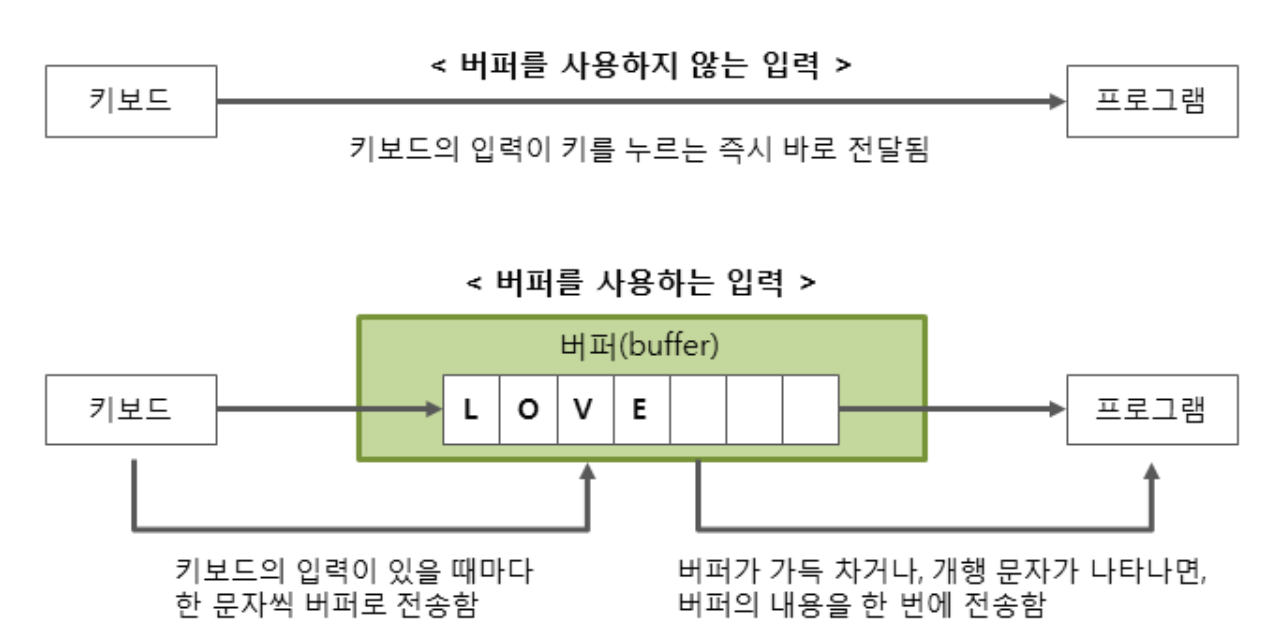 < 버퍼를 사용하지 않는 입력 >
키보드
프로그램
키보드의 입력이 키를 누르는 즉시 바로 전달됨
< 버퍼를 사용하는 입력 >
버퍼(buffer)
키보드
L O V E
프로그램
키보드의 입력이 있을 때마다
한 문자씩 버퍼로 전송함
버퍼가 가득 차거나, 개행 문자가 나타나면,
버퍼의 내용을 한 번에 전송함